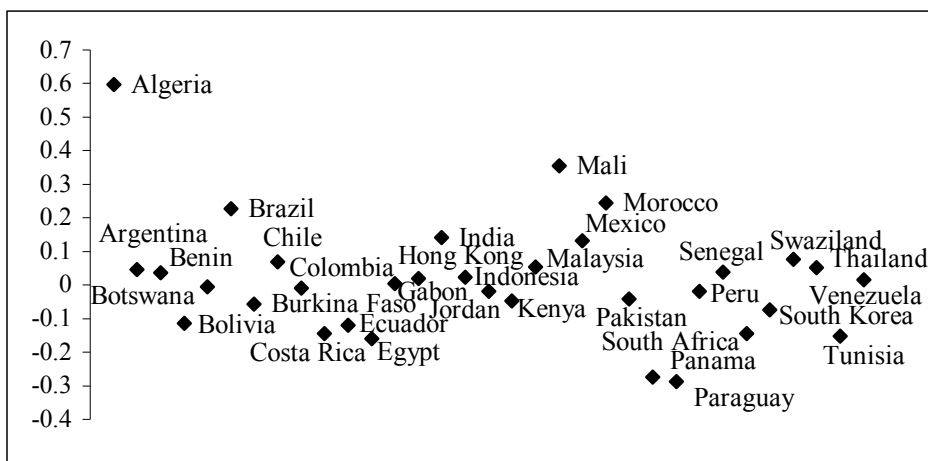 0.7
0.6
Algeria
0.5
0.4
Mali
0.3
Morocco
0.2
Brazil
Mexico
Argentina
Chile
India
Swaziland
0.1
Benin
Hong Kong
Senegal
Colombia
Malaysia
Thailand
0
Botswana
Gabon
Indonesia
Peru
Venezuela
Burkina Faso
Jordan
Kenya
Pakistan
South Korea
-0.1
Bolivia
Ecuador
South Africa
Costa Rica
Egypt
Panama
Tunisia
-0.2
-0.3
Paraguay
-0.4